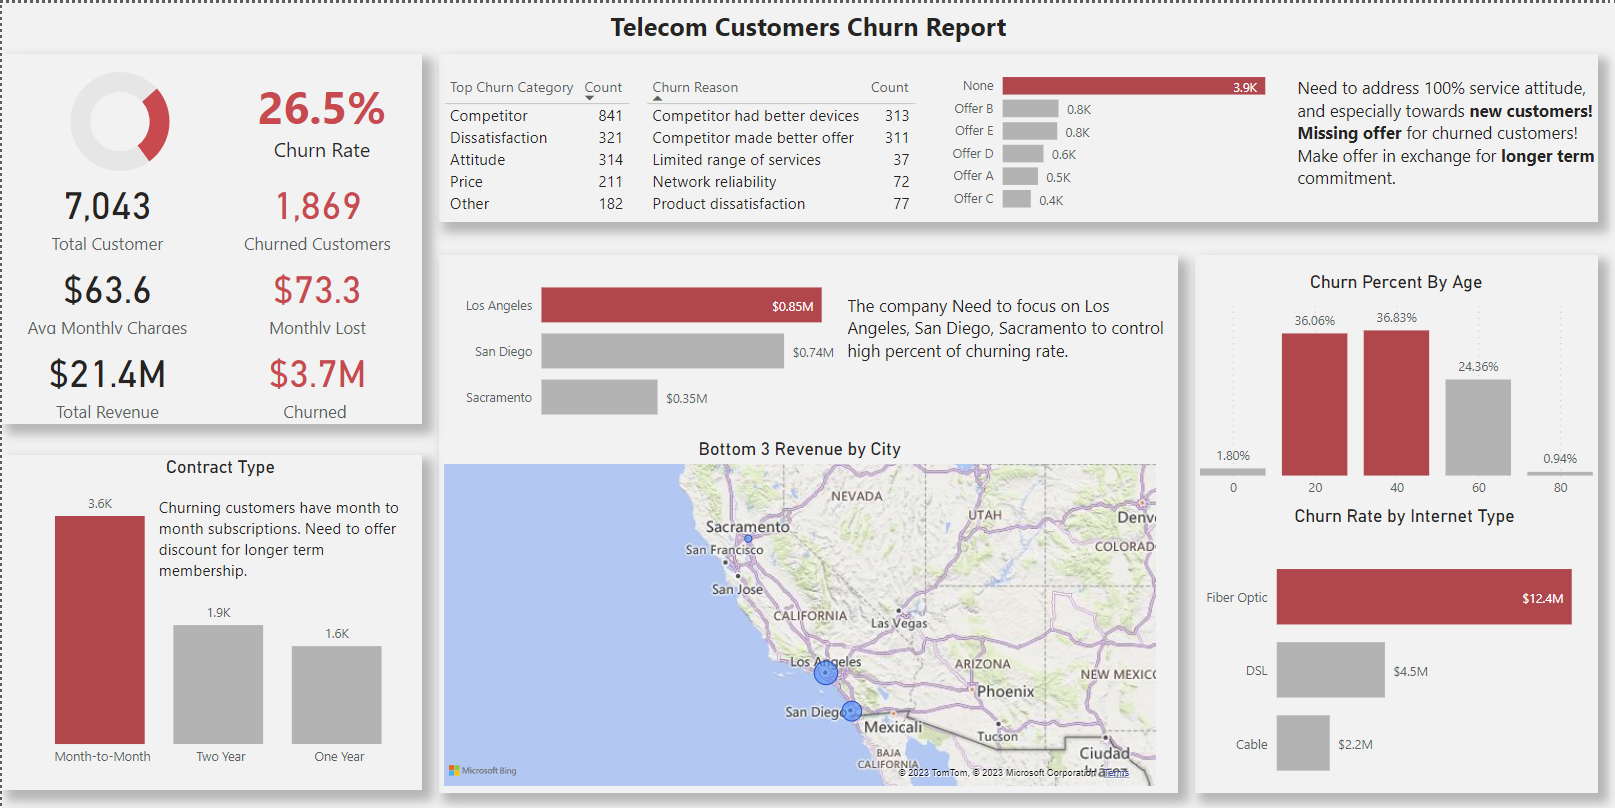 Telecom Customers Churn Report
26.5%
Churn Rate
7,043
Total Customer
1,869
Churned Customers
$63.6
Avg Monthly Charges
$73.3
Monthly Lost
$21.4M
Total Revenue
$3.7M
Churned
Top Churn Category Count
Competitor 841
Dissatisfaction 321
Attitude 314
Price 211
Other 182
Churn Reason Count
Competitor had better devices 313
Competitor made better offer 311
Limited range of services 37
Network reliability 72
Product dissatisfaction 77
None 3.9K
Offer B 0.8K
Offer E 0.8K
Offer D 0.6K
Offer A 0.5K
Offer C 0.4K
Need to address 100% service attitude,
and especially towards new customers!
Missing offer for churned customers!
Make offer in exchange for longer term
commitment.
Contract Type
3.6K
Churning customers have month to
month subscriptions. Need to offer
discount for longer term
membership.
1.9K
1.6K
Month-to-Month Two Year One Year
Los Angeles $0.85M
San Diego $0.74M
Sacramento $0.35M
The company Need to focus on Los
Angeles, San Diego, Sacramento to control
high percent of churning rate.
Bottom 3 Revenue by City
NEVADA
UTAH
Denv
Sacramento
San Francisco
COLORAD
San Jose
CALIFORNIA
Las Vegas
Los Angeles
ARIZONA
NEW MEXIC
Phoenix
San Diego
Mexicali
Tucson
Ciudad
BAJA
CALIFORNIA
Microsoft Bing
© 2023 TomTom, © 2023 Microsoft Corporation Terms
Churn Percent By Age
36.06%
36.83%
24.36%
1.80%
0.94%
0 20 40 60 80
Churn Rate by Internet Type
Fiber Optic $12.4M
DSL $4.5M
Cable $2.2M